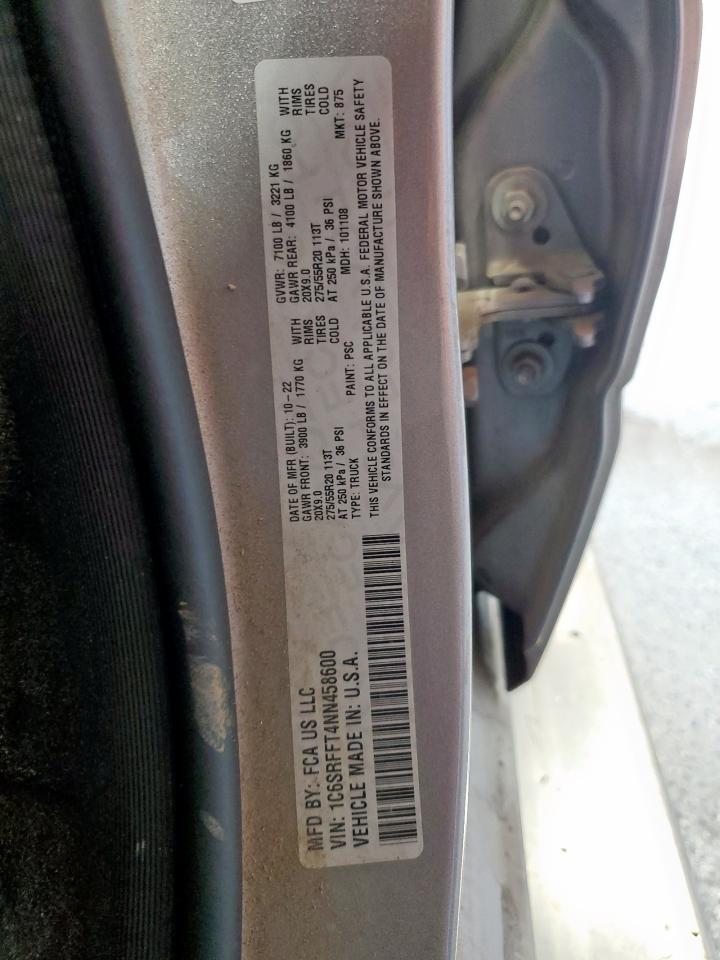 MFD BY: FCA US LLC
VIN: 1C6SRFFT4NN458600
VEHICLE MADE IN: U.S.A.
DATE OF MFR (BUILT): 10-22 GVWR: 7100 LB / 3221 KG
GAWR FRONT: 3900 LB / 1770 KG WITH GAWR REAR: 4100 LB / 1860 KG WITH
20X9.0 RIMS 20X9.0 RIMS
275/55R20 113T TIRES 275/55R20 113T TIRES
AT 250 kPa / 36 PSI COLD AT 250 kPa / 36 PSI COLD
TYPE: TRUCK PAINT: PSC MDH: 101108 MKT: 875
THIS VEHICLE CONFORMS TO ALL APPLICABLE U.S.A. FEDERAL MOTOR VEHICLE SAFETY
STANDARDS IN EFFECT ON THE DATE OF MANUFACTURE SHOWN ABOVE.